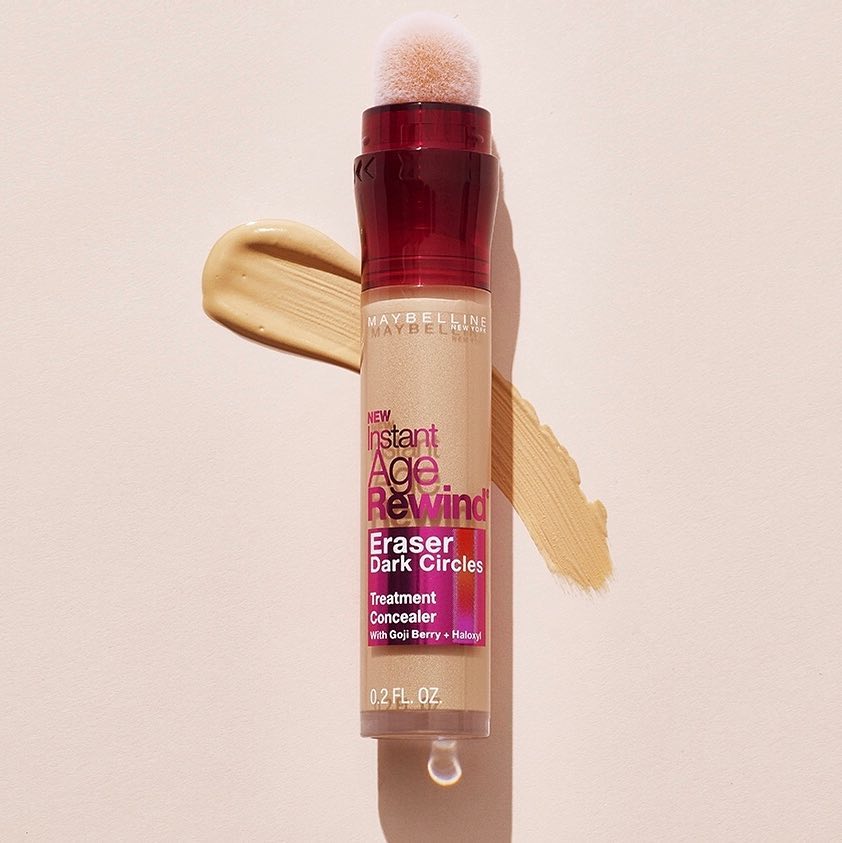 MAYBELLINE
NEW YORK
NEW
Instant
Age
Rewind®
Eraser
Dark Circles
Treatment
Concealer
With Goji Berry + Haloxyl
0.2 FL. OZ.